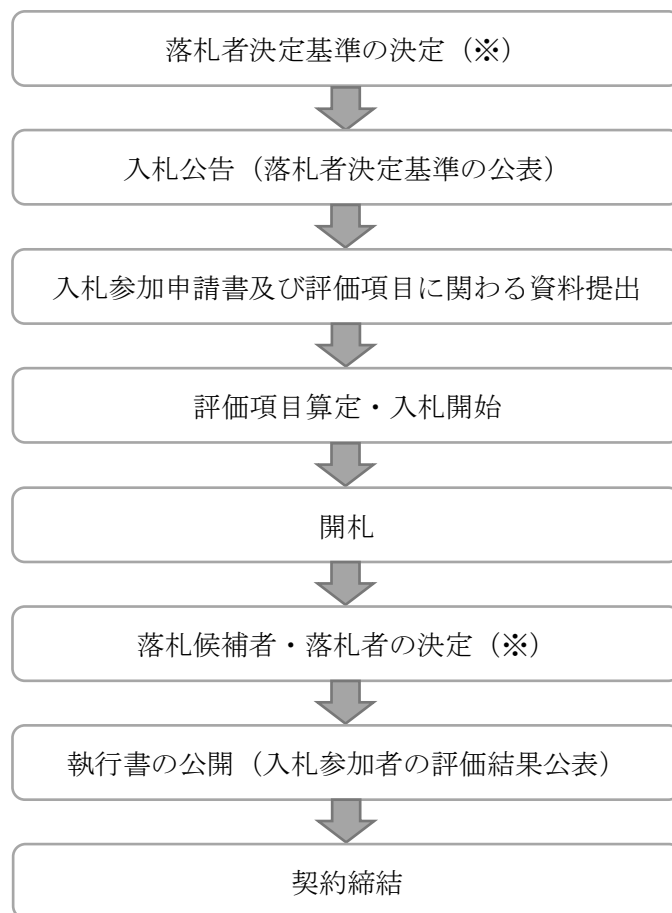 落札者決定基準の決定（※）
入札公告（落札者決定基準の公表）
入札参加申請書及び評価項目に関わる資料提出
評価項目算定・入札開始
開札
落札候補者・落札者の決定（※）
執行書の公開（入札参加者の評価結果公表）
契約締結